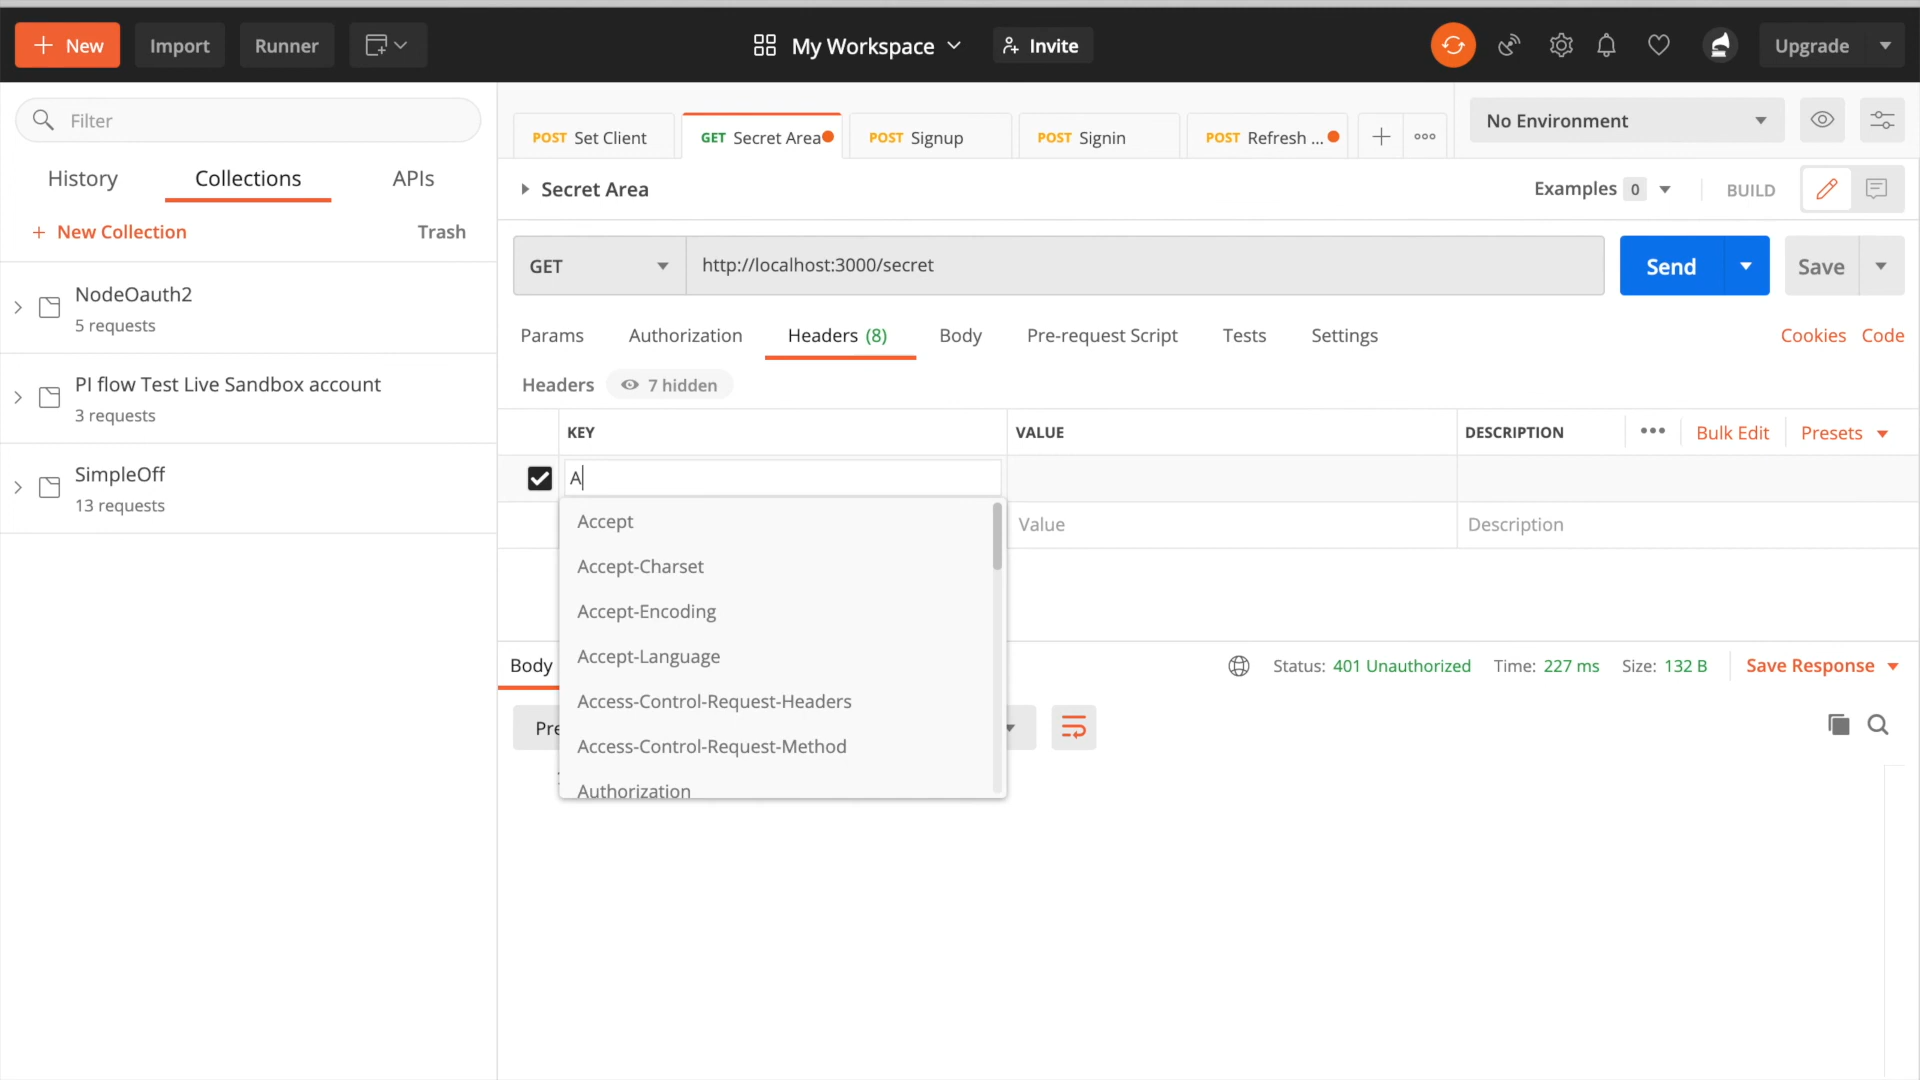 New
Import
Runner
My Workspace
Invite
Upgrade
Filter
History
Collections
APIs
+ New Collection
Trash
NodeOauth2
5 requests
PI flow Test Live Sandbox account
3 requests
SimpleOff
13 requests
POST Set Client
GET Secret Area
POST Signup
POST Signin
POST Refresh ...
No Environment
Secret Area
Examples 0
BUILD
GET
http://localhost:3000/secret
Send
Save
Params
Authorization
Headers (8)
Body
Pre-request Script
Tests
Settings
Cookies
Code
Headers
7 hidden
KEY
VALUE
DESCRIPTION
Bulk Edit
Presets
A
Value
Description
Accept
Accept-Charset
Accept-Encoding
Accept-Language
Access-Control-Request-Headers
Access-Control-Request-Method
Authorization
Body
Status: 401 Unauthorized
Time: 227 ms
Size: 132 B
Save Response
Pre